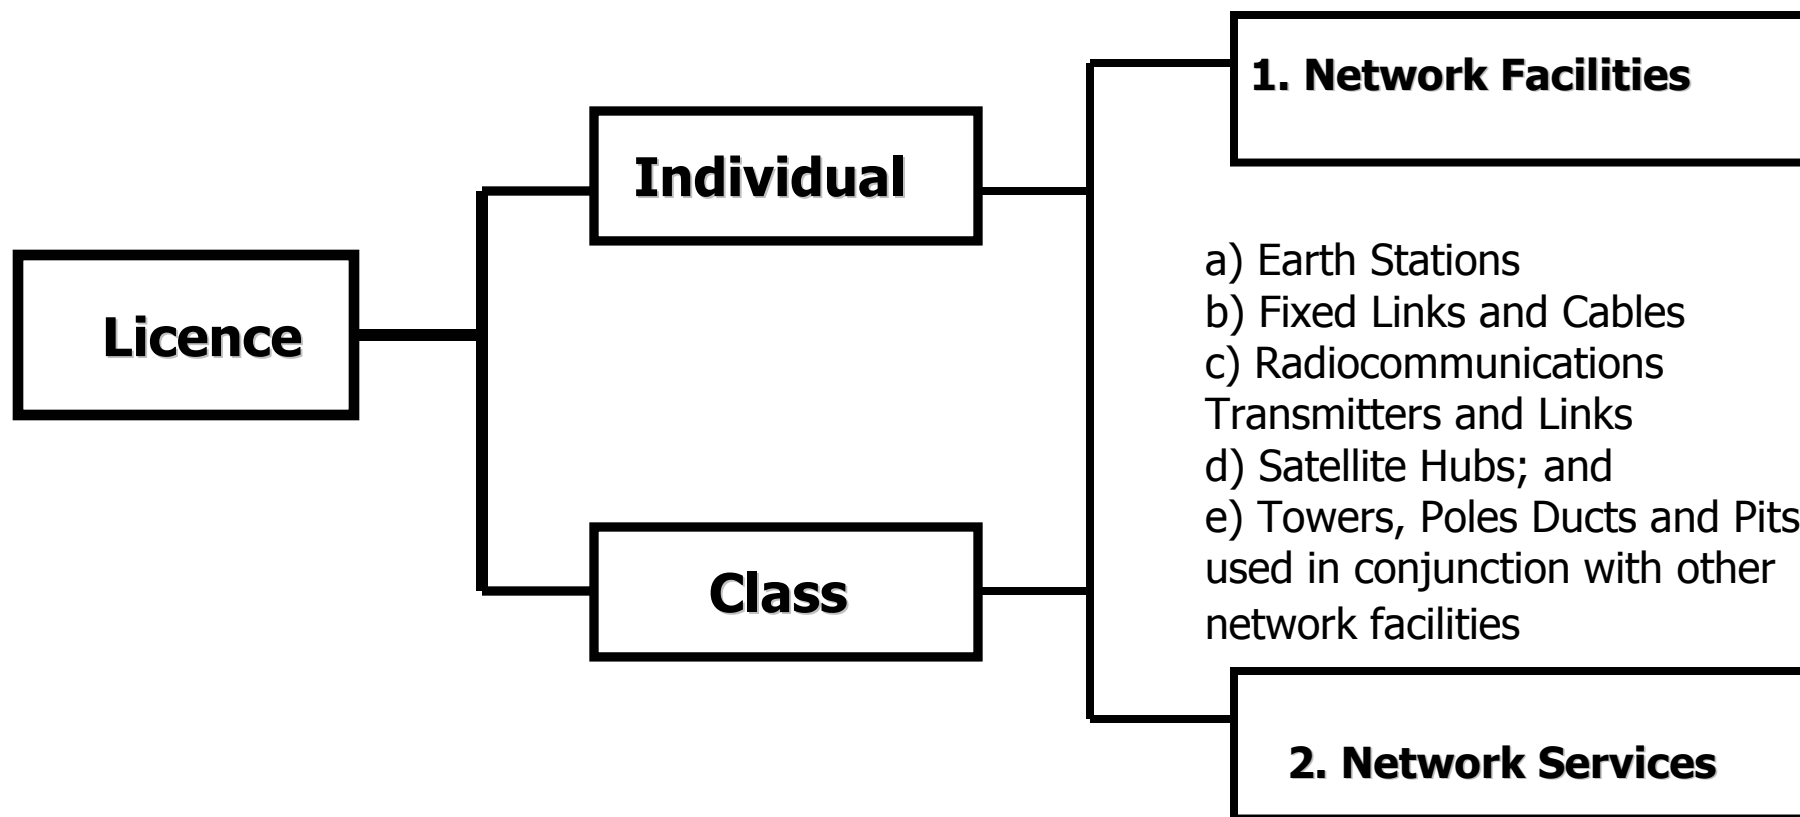 Licence
Individual
Class
1. Network Facilities
a) Earth Stations
b) Fixed Links and Cables
c) Radiocommunications
Transmitters and Links
d) Satellite Hubs; and
e) Towers, Poles Ducts and Pits
used in conjunction with other
network facilities
2. Network Services